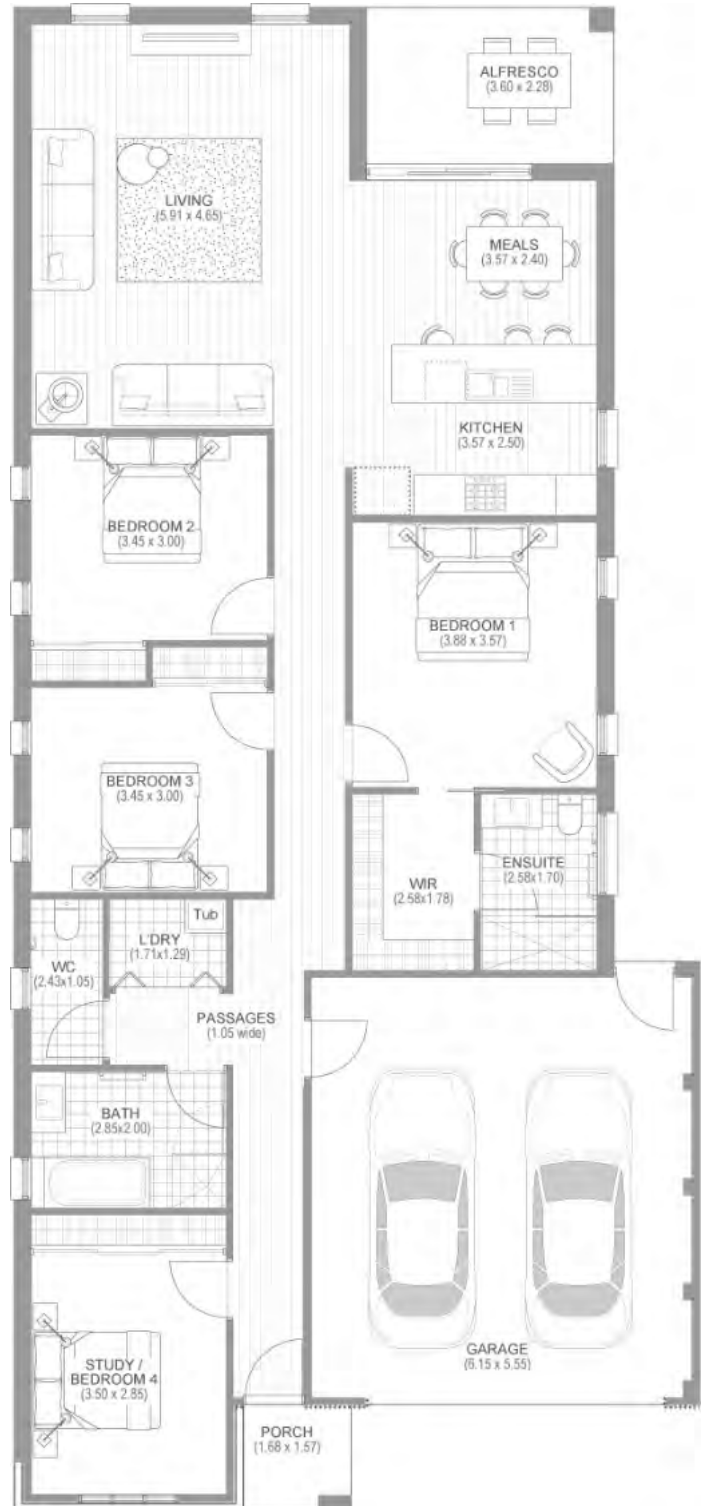 ALFRESCO
(3.60 x 2.28)
LIVING
(5.91 x 4.65)
MEALS
(3.57 x 2.40)
KITCHEN
(3.57 x 2.50)
BEDROOM 2
(3.45 x 3.00)
BEDROOM 1
(3.88 x 3.57)
BEDROOM 3
(3.45 x 3.00)
ENSUITE
(2.58x1.70)
WIR
(2.58x1.78)
Tub
L'DRY
(1.71x1.29)
WC
(2.43x1.05)
PASSAGES
(1.05 wide)
BATH
(2.85x2.00)
GARAGE
(6.15 x 5.55)
STUDY /
BEDROOM 4
(3.50 x 2.85)
PORCH
(1.68 x 1.57)